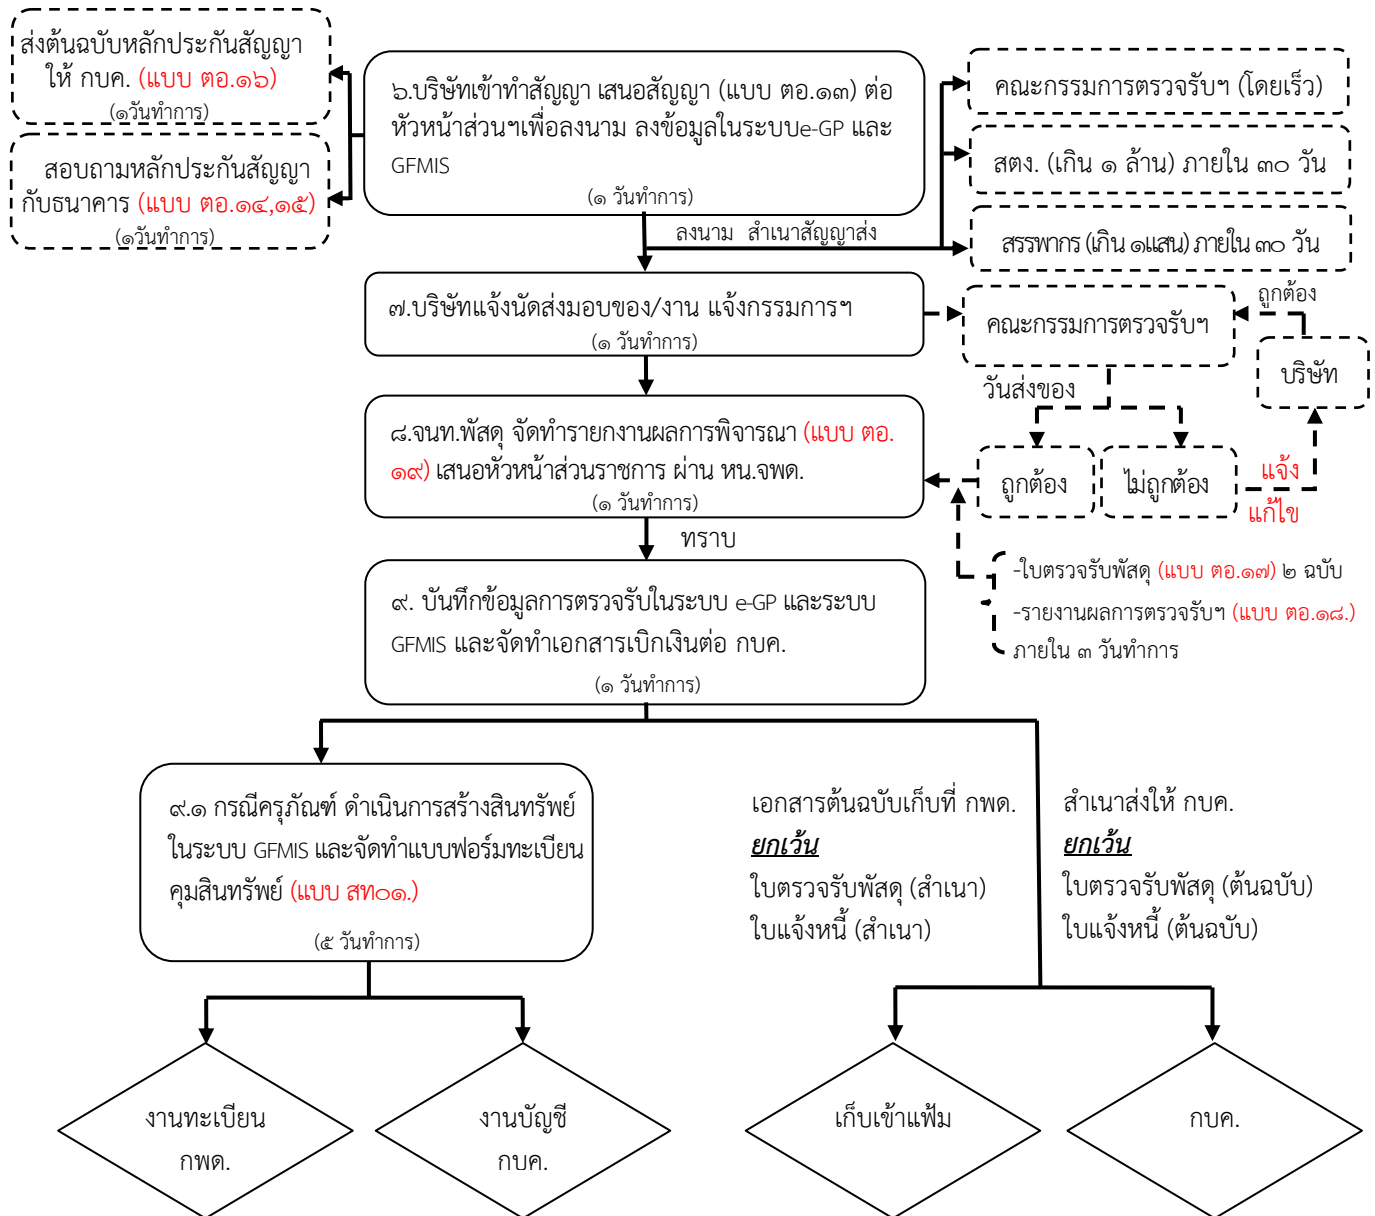 ส่งต้นฉบับหลักประกันสัญญา
ให้ กบค. (แบบ ตอ.๑๖)
(๑วันทำการ)
สอบถามหลักประกันสัญญา
กับธนาคาร (แบบ ตอ.๑๔,๑๕)
(๑วันทำการ)
๖.บริษัทเข้าทำสัญญา เสนอสัญญา (แบบ ตอ.๑๓) ต่อ
หัวหน้าส่วนฯเพื่อลงนาม ลงข้อมูลในระบบe-GP และ
GFMIS
(๑ วันทำการ)
คณะกรรมการตรวจรับฯ (โดยเร็ว)
สตง. (เกิน ๑ ล้าน) ภายใน ๓๐ วัน
สรรพากร (เกิน ๑แสน) ภายใน ๓๐ วัน
ลงนาม สำเนาสัญญาส่ง
๗.บริษัทแจ้งนัดส่งมอบของ/งาน แจ้งกรรมการฯ
(๑ วันทำการ)
คณะกรรมการตรวจรับฯ
ถูกต้อง
บริษัท
วันส่งของ
๘.จนท.พัสดุ จัดทำรายกงานผลการพิจารณา (แบบ ตอ.
๑๙) เสนอหัวหน้าส่วนราชการ ผ่าน หน.จพด.
(๑ วันทำการ)
ถูกต้อง
ไม่ถูกต้อง
แจ้ง
แก้ไข
ทราบ
-ใบตรวจรับพัสดุ (แบบ ตอ.๑๗) ๒ ฉบับ
-รายงานผลการตรวจรับฯ (แบบ ตอ.๑๘.)
ภายใน ๓ วันทำการ
๙. บันทึกข้อมูลการตรวจรับในระบบ e-GP และระบบ
GFMIS และจัดทำเอกสารเบิกเงินต่อ กบค.
(๑ วันทำการ)
๙.๑ กรณีครุภัณฑ์ ดำเนินการสร้างสินทรัพย์
ในระบบ GFMIS และจัดทำแบบฟอร์มทะเบียน
คุมสินทรัพย์ (แบบ สท๐๑.)
(๕ วันทำการ)
เอกสารต้นฉบับเก็บที่ กพด.
ยกเว้น
ใบตรวจรับพัสดุ (สำเนา)
ใบแจ้งหนี้ (สำเนา)
สำเนาส่งให้ กบค.
ยกเว้น
ใบตรวจรับพัสดุ (ต้นฉบับ)
ใบแจ้งหนี้ (ต้นฉบับ)
งานทะเบียน
กพด.
งานบัญชี
กบค.
เก็บเข้าแฟ้ม
กบค.